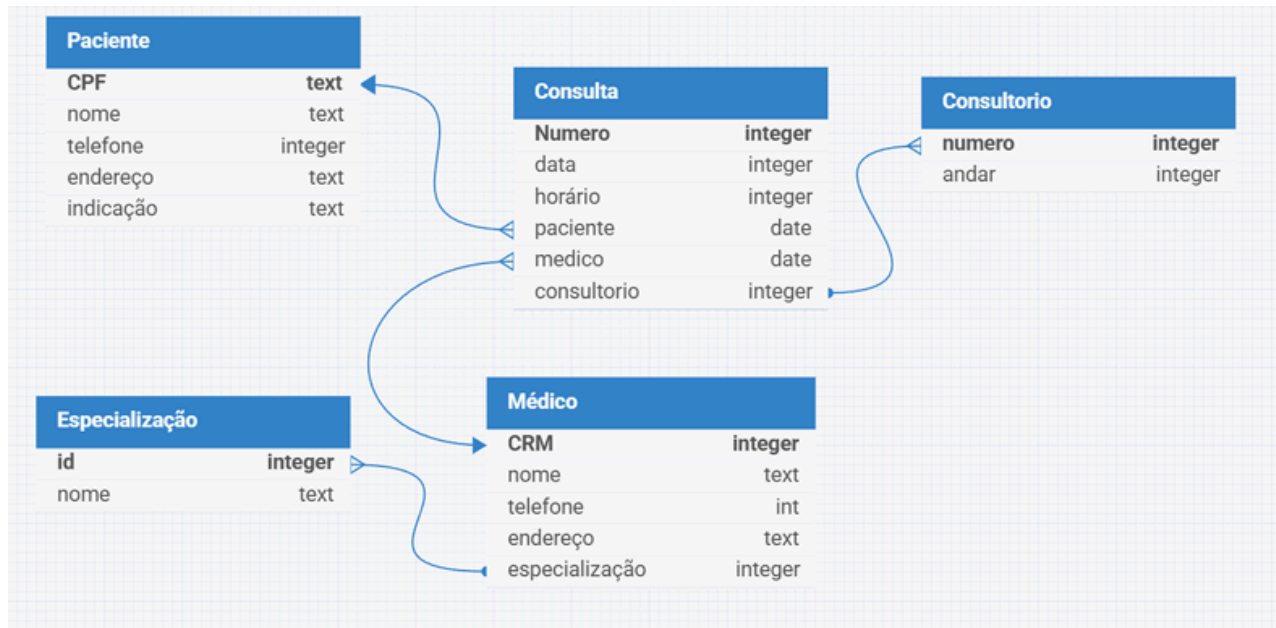 Paciente
CPF text
nome text
telefone integer
endereço text
indicação text
Consulta
Numero integer
data integer
horário integer
paciente date
medico date
consultorio integer
Consultorio
numero integer
andar integer
Especialização
id integer
nome text
Médico
CRM integer
nome text
telefone int
endereço text
especialização integer